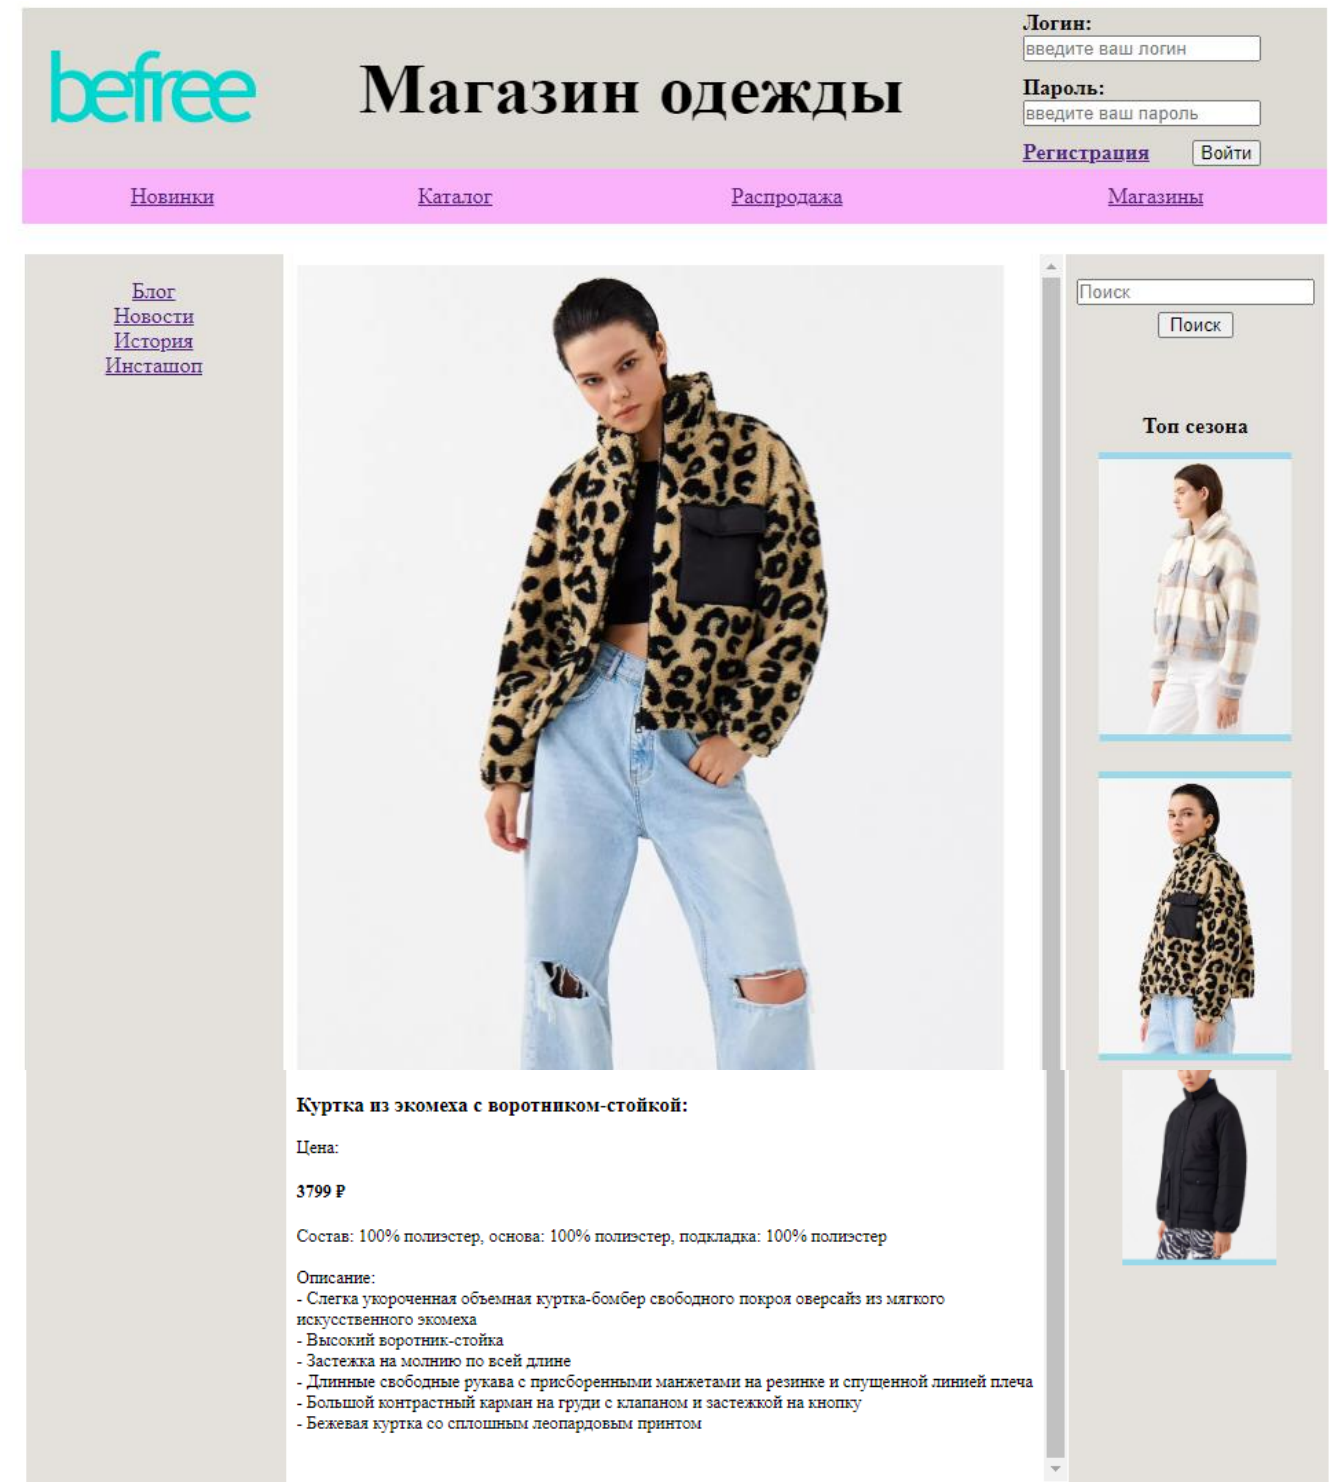 befree
Магазин одежды
Логин:
введите ваш логин
Пароль:
введите ваш пароль
Регистрация Войти
Новинки Каталог Распродажа Магазины
Блог
Новости
История
Инсташоп
Поиск
Поиск
Топ сезона
Куртка из экомеха с воротником-стойкой:
Цена:
3799 ₽
Состав: 100% полиэстер, основа: 100% полиэстер, подкладка: 100% полиэстер
Описание:
- Слегка укороченная объемная куртка-бомбер свободного покроя оверсайз из мягкого
искусственного экомеха
- Высокий воротник-стойка
- Застежка на молнию по всей длине
- Длинные свободные рукава с присборенными манжетами на резинке и спущенной линией плеча
- Большой контрастный карман на груди с клапаном и застежкой на кнопку
- Бежевая куртка со сплошным леопардовым принтом